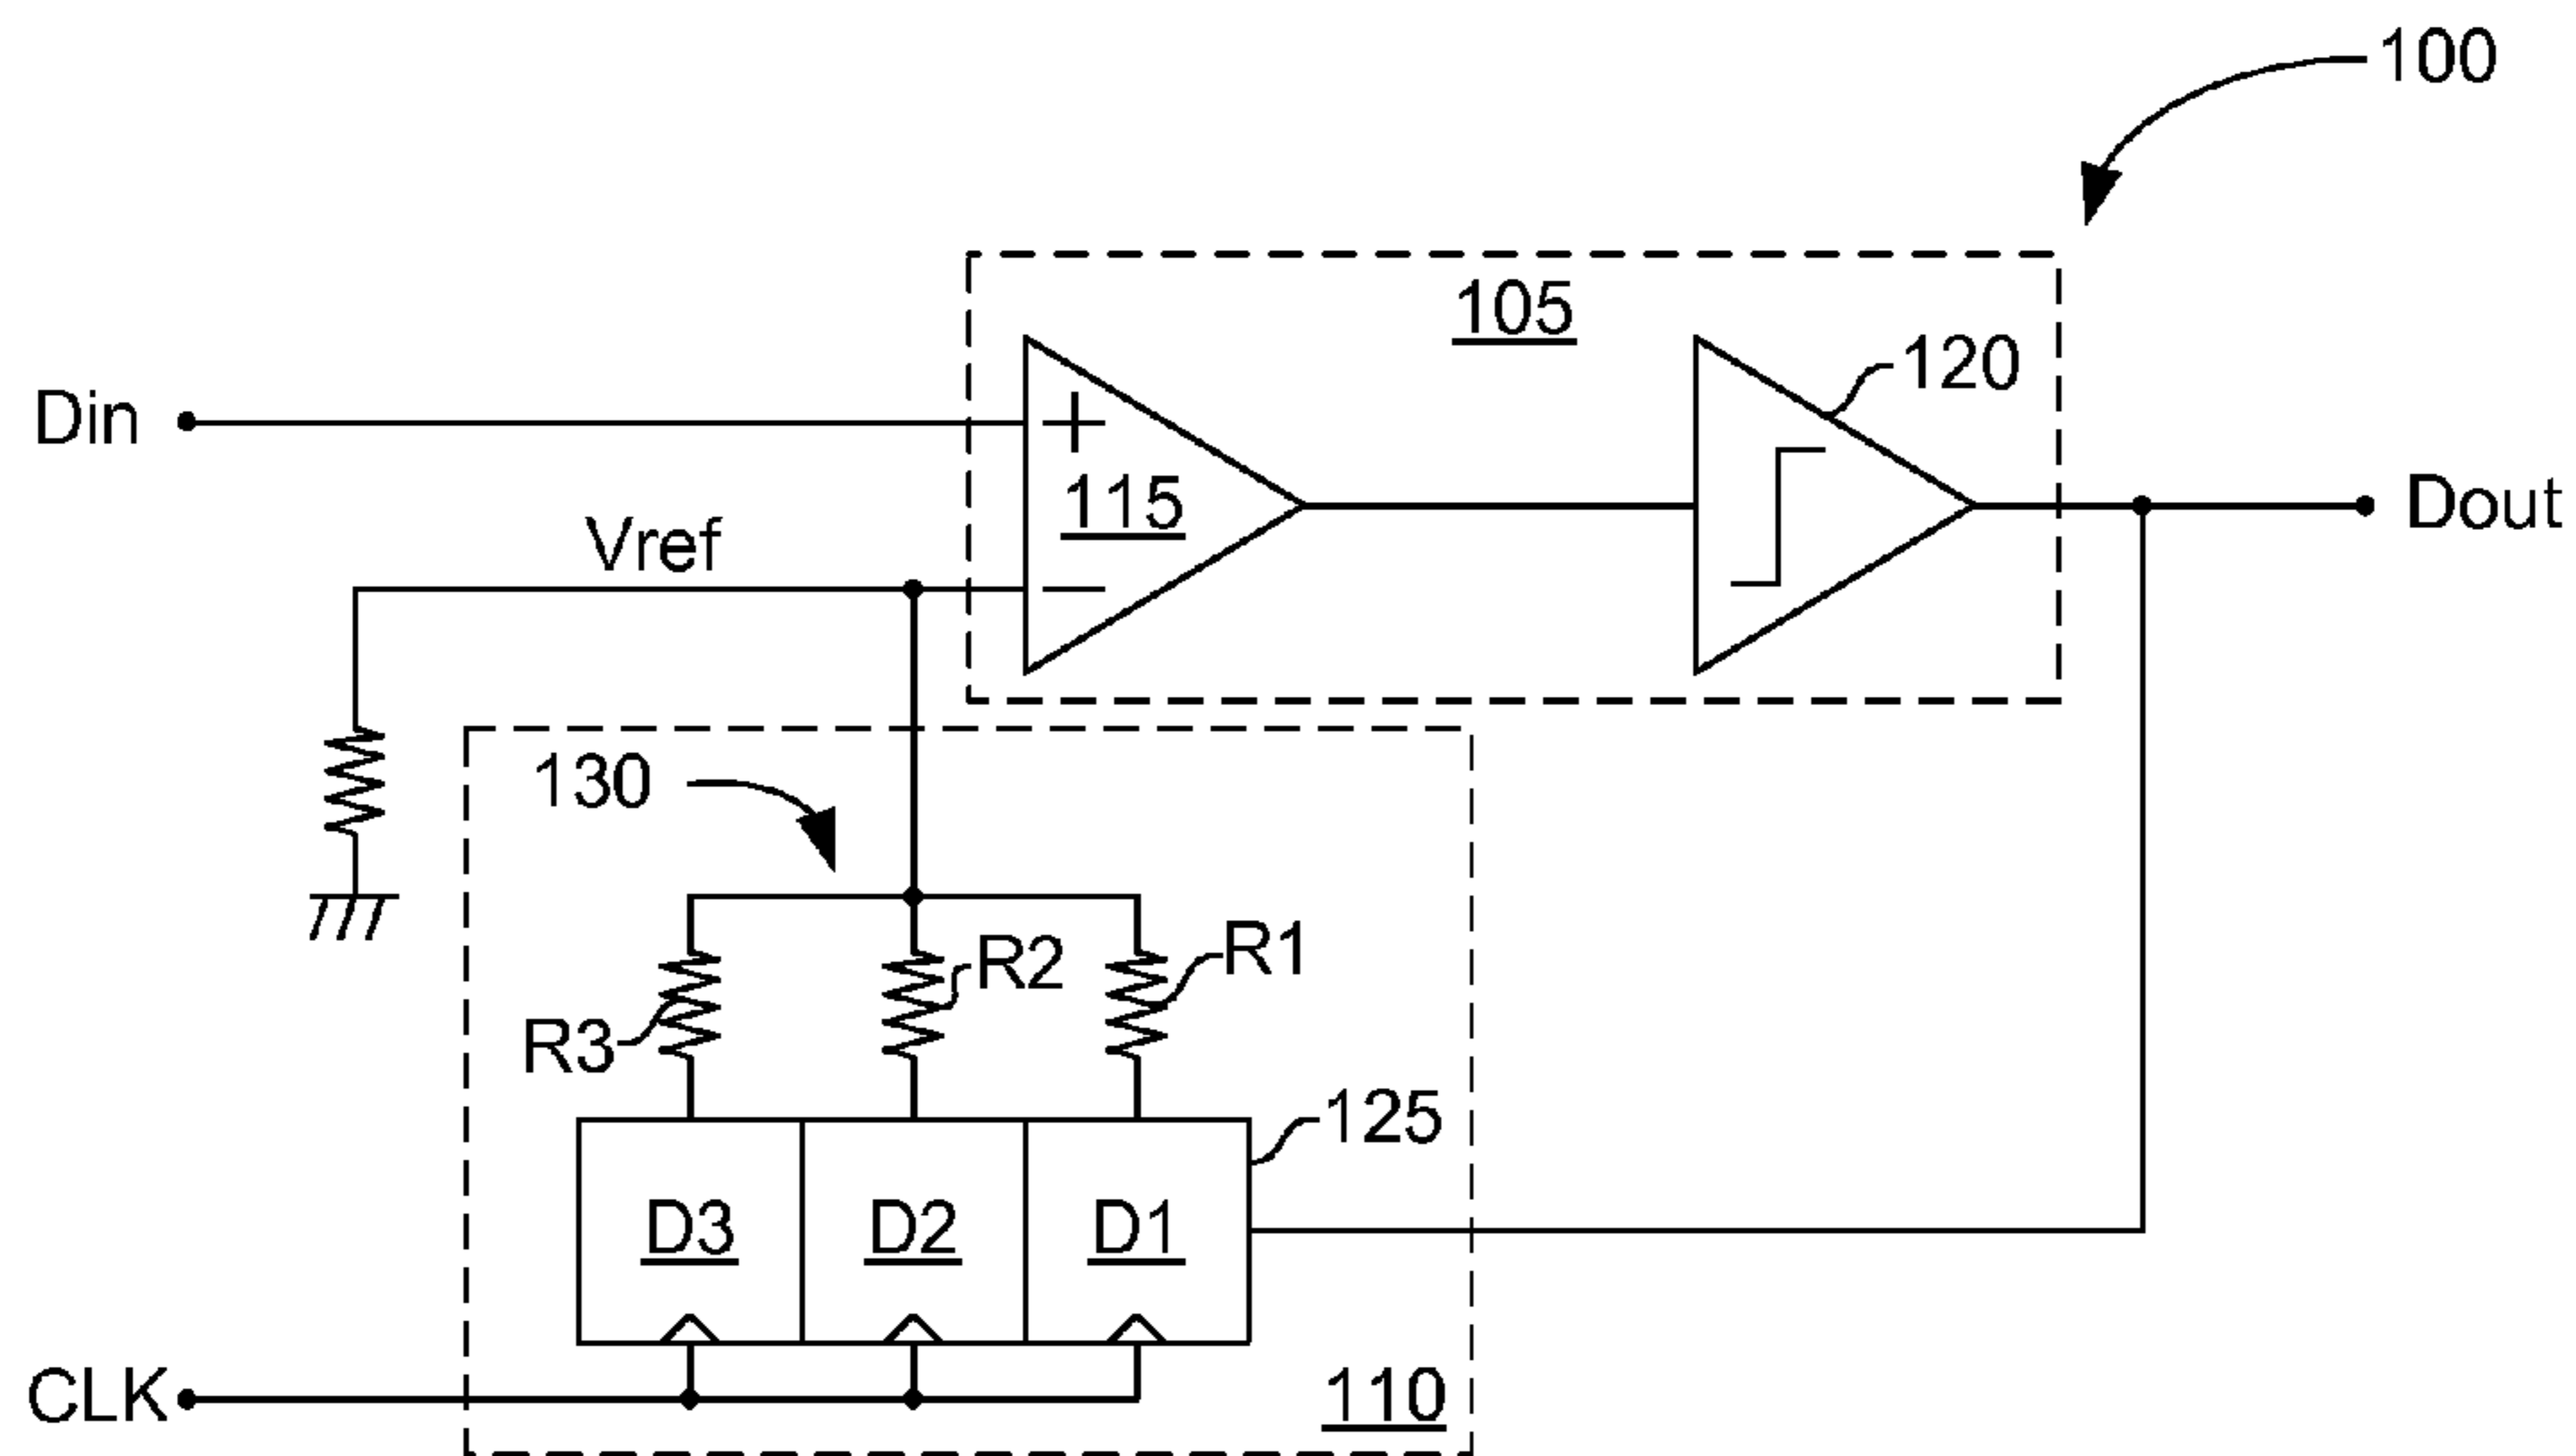 100
105
120
Din
+
115
Dout
Vref
−
130
R2
R1
R3
125
D3 D2 D1
CLK
110